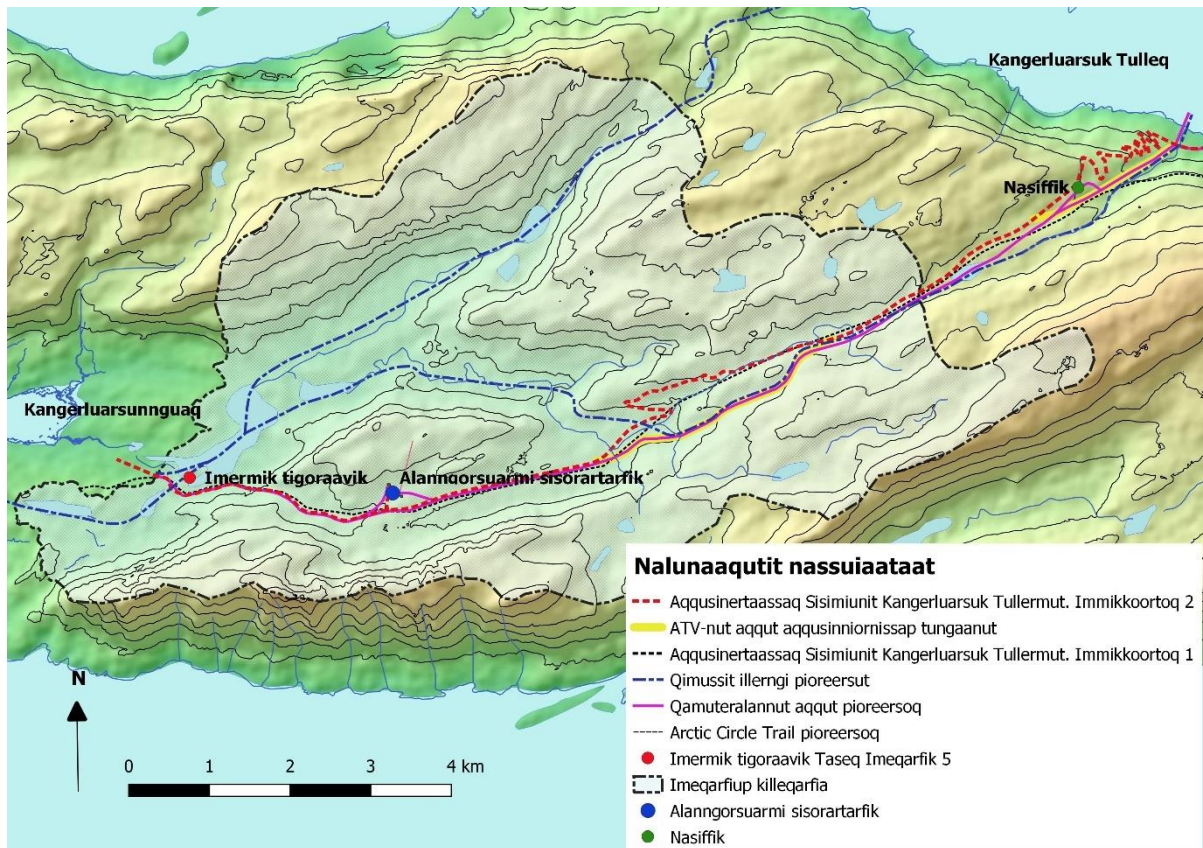 Kangerluarsuk Tulleq
Nasiffik
Kangerluarsunnguaq
Imermik tigoraavik
Alanngorsuarmi sisorartarfik
N
0 1 2 3 4 km
Nalunaaqutit nassuiaataat
Aqqusinertaassaq Sisimiunit Kangerluarsuk Tullermut. Immikkoortoq 2
ATV-nut aqqut aqqusinniornissap tungaanut
Aqqusinertaassaq Sisimiunit Kangerluarsuk Tullermut. Immikkoortoq 1
Qimussit illerngi pioreersut
Qamuteralannut aqqut pioreersoq
Arctic Circle Trail pioreersoq
Imermik tigoraavik Taseq Imeqarfik 5
Imeqarfiup killeqarfia
Alanngorsuarmi sisorartarfik
Nasiffik